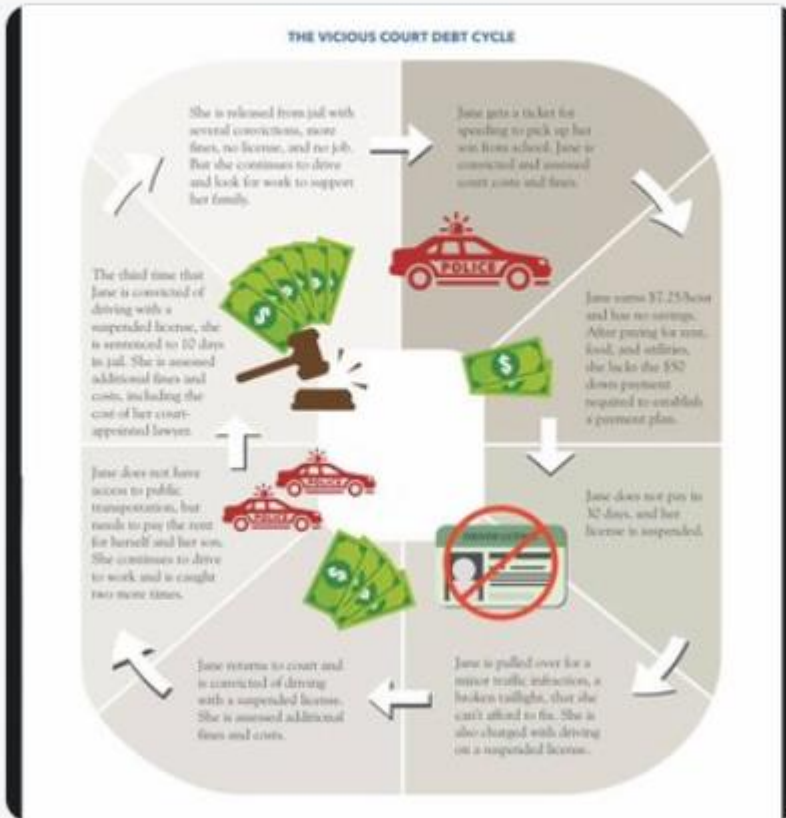 THE VICIOUS COURT DEBT CYCLE
She is released from jail with
several convictions, more
fines, no license, and no job.
But she continues to drive
and look for work to support
her family.
Jane gets a ticket for
speeding to pick up her
son from school. Jane is
convicted and assessed
court costs and fines.
POLICE
Jane earns $7.25/hour
and has no savings.
After paying for rent,
food, and utilities,
she lacks the $50
down payment
required to establish
a payment plan.
Jane does not pay in
30 days, and her
license is suspended.
Jane is pulled over for a
minor traffic infraction, a
broken taillight, that she
can't afford to fix. She is
also charged with driving
on a suspended license.
Jane returns to court and
is convicted of driving
with a suspended license.
She is assessed additional
fines and costs.
Jane does not have
access to public
transportation, but
needs to pay the rent
for herself and her son.
She continues to drive
to work and is caught
two more times.
POLICE
POLICE
The third time that
Jane is convicted of
driving with a
suspended license, she
is sentenced to 10 days
in jail. She is assessed
additional fines and
costs, including the
cost of her court-
appointed lawyer.
$
$
$
$
$
$
$
$